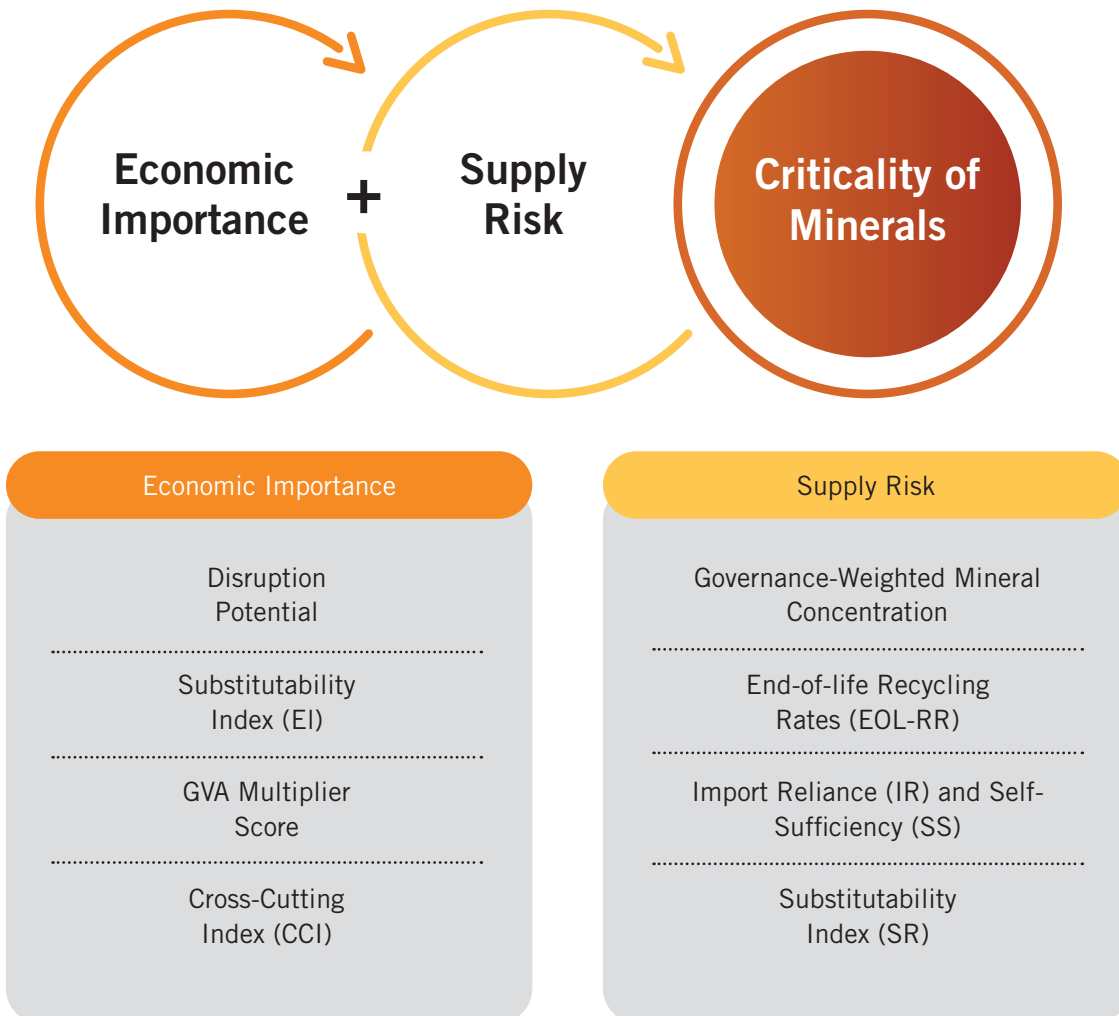 Economic
Importance
+
Supply
Risk
Criticality of
Minerals
Economic Importance
Disruption
Potential
Substitutability
Index (EI)
GVA Multiplier
Score
Cross-Cutting
Index (CCI)
Supply Risk
Governance-Weighted Mineral
Concentration
End-of-life Recycling
Rates (EOL-RR)
Import Reliance (IR) and Self-
Sufficiency (SS)
Substitutability
Index (SR)